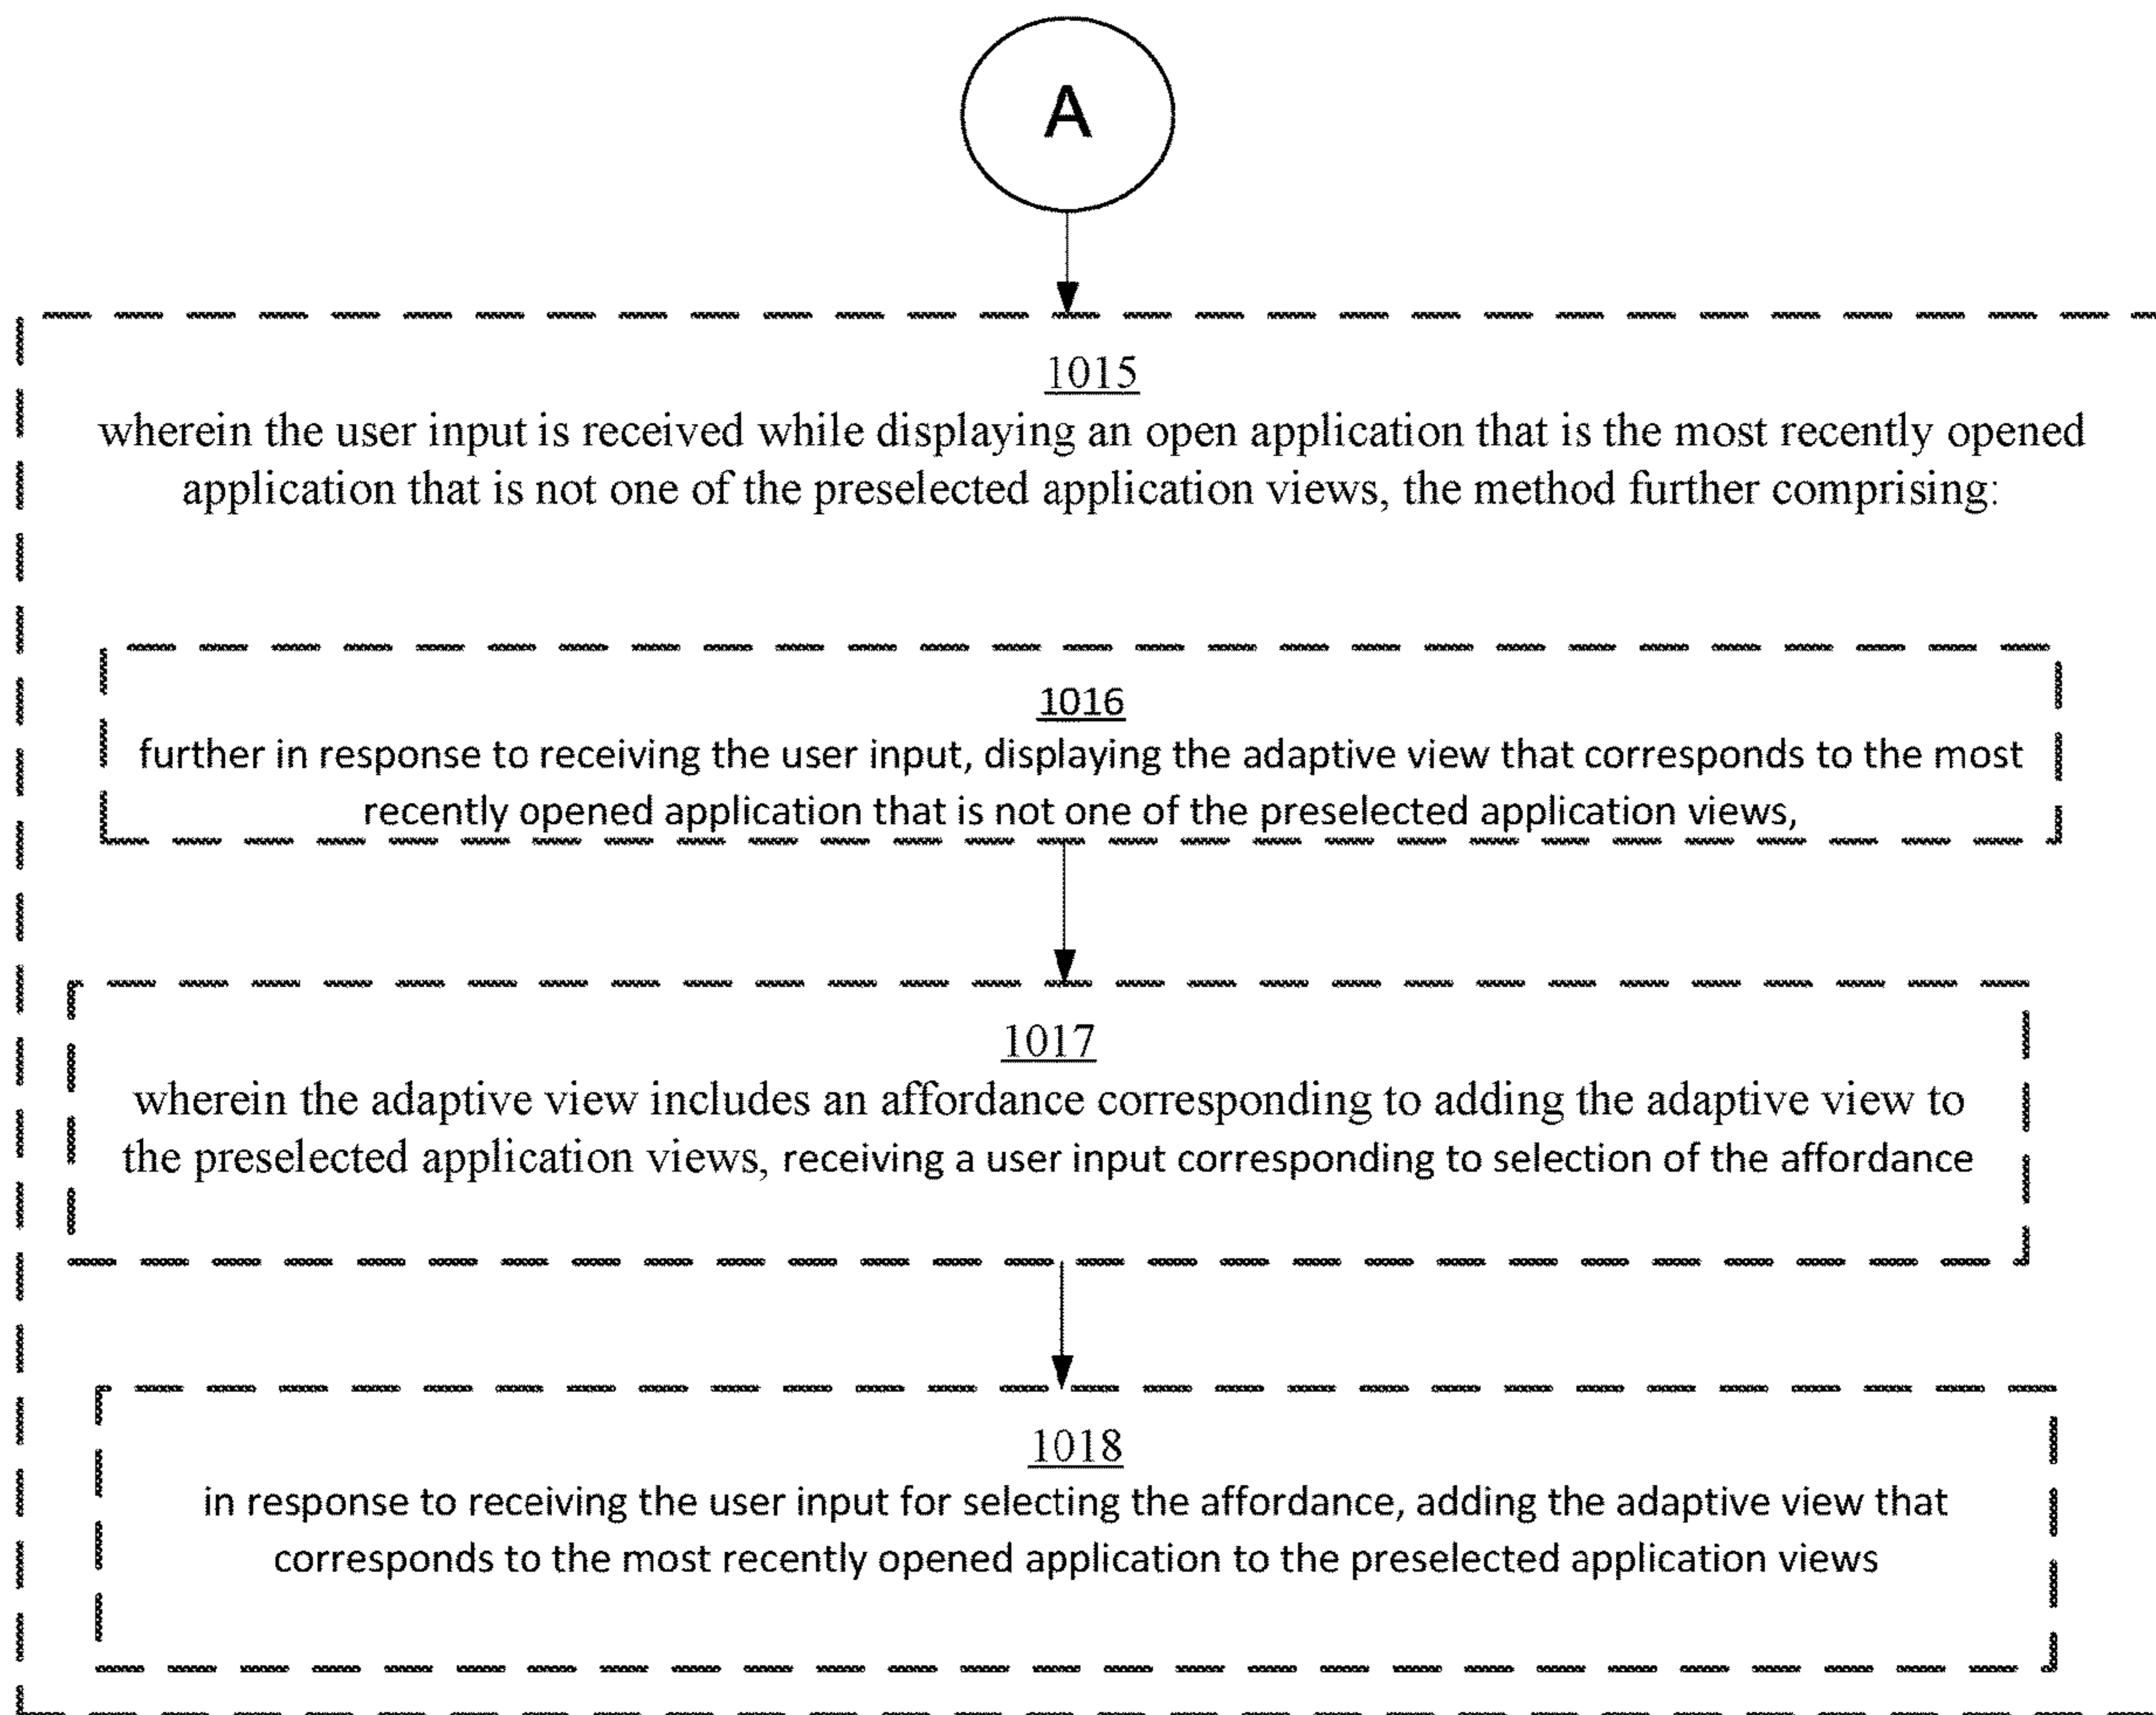 A
1015
wherein the user input is received while displaying an open application that is the most recently opened
application that is not one of the preselected application views, the method further comprising:
1016
further in response to receiving the user input, displaying the adaptive view that corresponds to the most
recently opened application that is not one of the preselected application views,
1017
wherein the adaptive view includes an affordance corresponding to adding the adaptive view to
the preselected application views, receiving a user input corresponding to selection of the affordance
1018
in response to receiving the user input for selecting the affordance, adding the adaptive view that
corresponds to the most recently opened application to the preselected application views